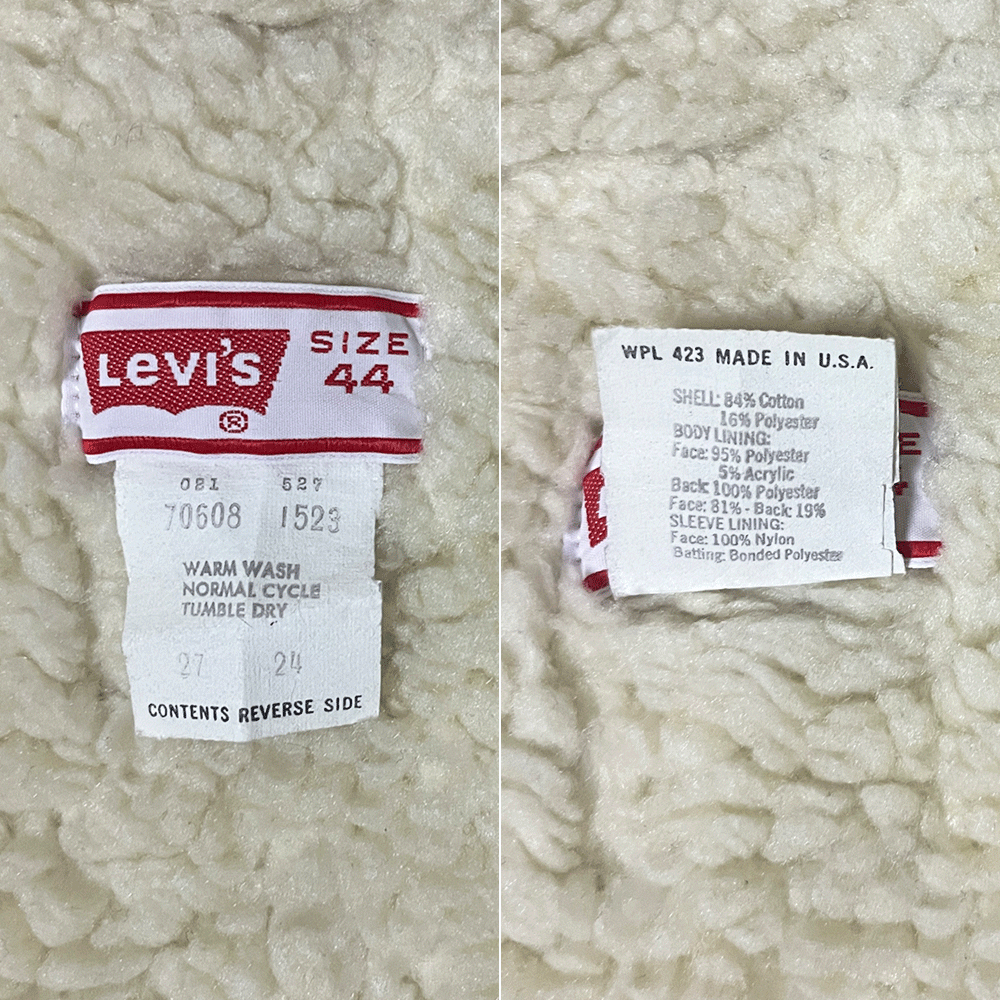 LEVI'S SIZE
44
®
081 527
70608 1523
WARM WASH
NORMAL CYCLE
TUMBLE DRY
27 24
CONTENTS REVERSE SIDE
WPL 423 MADE IN U.S.A.
SHELL: 84% Cotton
16% Polyester
BODY LINING:
Face: 95% Polyester
5% Acrylic
Back: 100% Polyester
Face: 81% - Back: 19%
SLEEVE LINING:
Face: 100% Nylon
Batting: Bonded Polyester
E